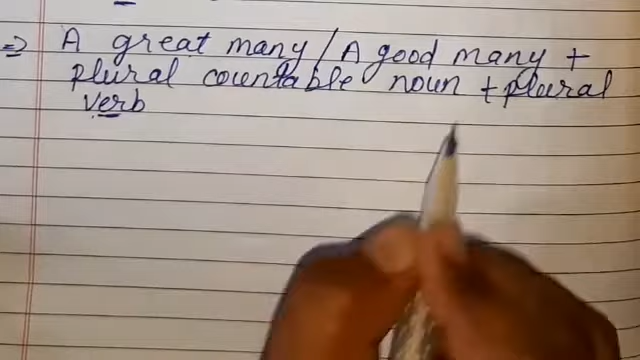 ⇒ A great many / A good many +
plural countable noun + plural
verb